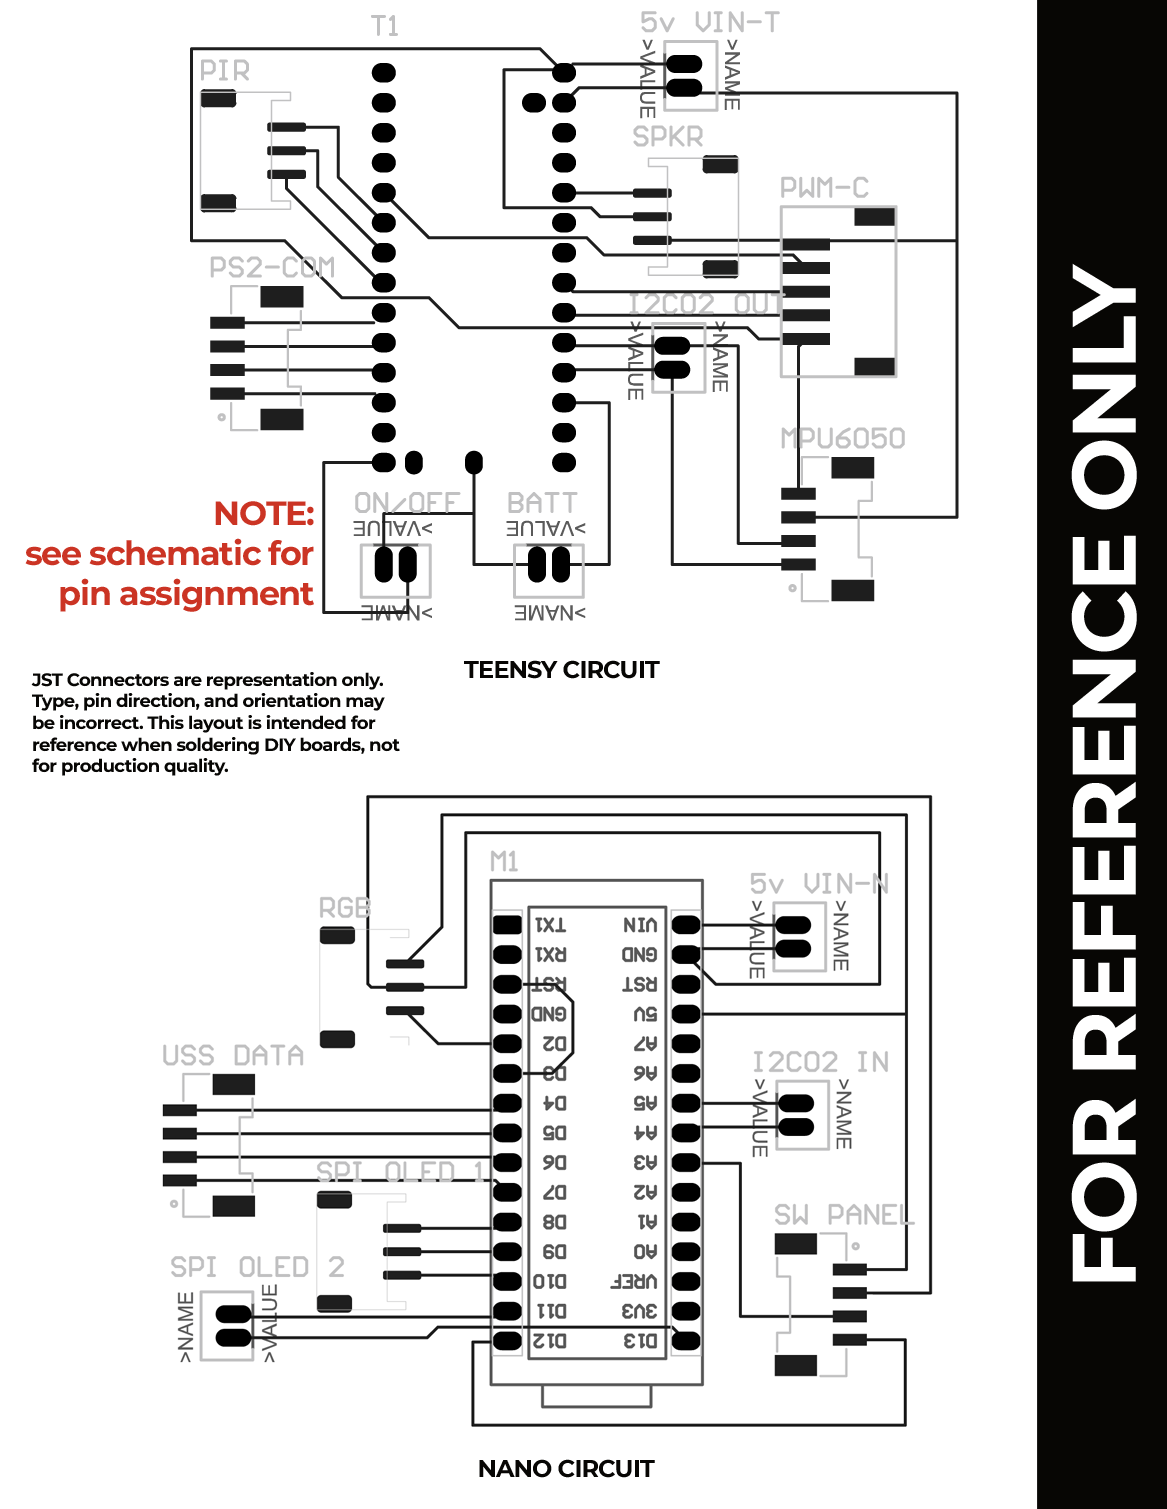 T1
5v VIN-T
>VALUE
>NAME
PIR
SPKR
PWM-C
PS2-COM
I2CO2 OUT
>VALUE
>NAME
MPU6050
ON/OFF
>VALUE
>NAME
BATT
>VALUE
>NAME
NOTE:
see schematic for
pin assignment
TEENSY CIRCUIT
JST Connectors are representation only.
Type, pin direction, and orientation may
be incorrect. This layout is intended for
reference when soldering DIY boards, not
for production quality.
M1
RGB
5v VIN-N
>VALUE
>NAME
TX1 VIN
RX1 GND
RST RST
GND 5V
D2 A7
D3 A6
D4 A5
D5 A4
D6 A3
D7 A2
D8 A1
D9 A0
D10 VREF
D11 3V3
D12 D13
USS DATA
I2CO2 IN
>VALUE
>NAME
SPI OLED 1
SW PANEL
SPI OLED 2
>NAME
>VALUE
NANO CIRCUIT
FOR REFERENCE ONLY